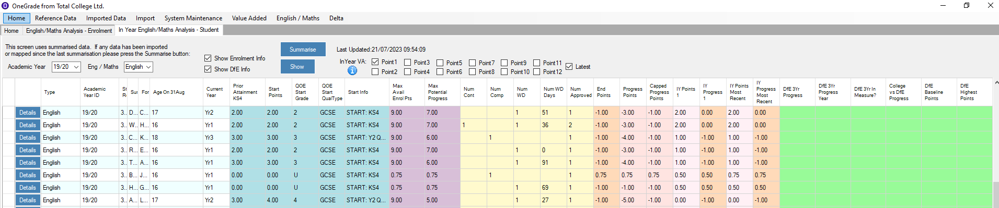 OneGrade from Total College Ltd.
Home Reference Data Imported Data Import System Maintenance Value Added English / Maths Delta
Home English/Maths Analysis - Enrolment In Year English/Maths Analysis - Student
This screen uses summarised data. If any data has been imported
or mapped since the last summarisation please press the Summarise button:
Academic Year 19/20 Eng / Maths English
Show Enrolment Info
Show DfE Info
Summarise
Show
Last Updated:21/07/2023 09:54:09
InYear VA: Point1 Point3 Point5 Point7 Point9 Point11 Latest
Point2 Point4 Point6 Point8 Point10 Point12
Type
Academic Year ID
St Re
Sur
For
Age On 31Aug
Current Year
Prior Attainment KS4
Start Points
QOE Start Grade
QOE Start QualType
Start Info
Max Avail Enrol Pts
Max Potential Progress
Num Cont
Num Comp
Num WD
Num WD Days
Num Approved
End Points
Progress Points
Capped Progress Points
IY Points 1
IY Progress 1
IY Points Most Recent
IY Progress Most Recent
DfE 3Yr Progress
DfE 3Yr Progress Year
DfE 3Yr In Measure?
College vs DfE Progress
DfE Baseline Points
DfE Highest Points
Details English 19/20 3.. D... C... 17 Yr2 2.00 2.00 2 GCSE START: KS4 9.00 7.00 1 51 1 -1.00 -3.00 -1.00 2.00 0.00 2.00 0.00
Details English 19/20 3.. W... H... 16 Yr1 2.00 2.00 2 GCSE START: KS4 9.00 7.00 1 1 36 2 -1.00 -3.00 -1.00 2.00 0.00 2.00 0.00
Details English 19/20 3.. C... K... 18 Yr3 3.00 3.00 3 GCSE START: Y2 Q... 9.00 6.00 1 1 -1.00 -4.00 -1.00 1.00 -1.00 1.00 -1.00
Details English 19/20 3.. R... E... 16 Yr1 2.00 2.00 2 GCSE START: KS4 9.00 7.00 1 0 1 -1.00 -3.00 -1.00 1.00 -1.00 1.00 -1.00
Details English 19/20 3.. T... A... 16 Yr1 3.00 3.00 3 GCSE START: KS4 9.00 6.00 1 91 1 -1.00 -4.00 -1.00 1.00 -1.00 1.00 -1.00
Details English 19/20 3.. B... J... 16 Yr1 0.00 0.00 U GCSE START: KS4 0.75 0.75 1 1 0.75 0.75 0.75 0.50 0.50 0.75 0.75
Details English 19/20 3.. H... G... 16 Yr1 0.00 0.00 U GCSE START: KS4 0.75 0.75 1 69 1 -1.00 -1.00 -1.00 0.50 0.50 0.50 0.50
Details English 19/20 3.. A... L... 17 Yr2 3.00 4.00 4 GCSE START: Y2 Q... 9.00 5.00 1 27 1 -1.00 -5.00 -1.00 0.00 -1.00 0.00 -1.00